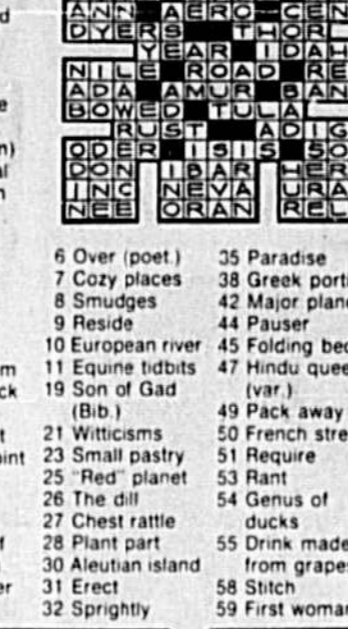 ANN AERO CEN
DYERS THOR
YEAR IDAH
NILE ROAD RE
ADA AMUR BAN
BOWED TULA
RUST ADIG
ODER ISIS SO
DON IBAR HER
INC NEVA URA
NEE ORAN REL
6 Over (poet.)
7 Cozy places
8 Smudges
9 Reside
10 European river
11 Equine tidbits
19 Son of Gad
(Bib.)
21 Witticisms
23 Small pastry
25 "Red" planet
26 The dill
27 Chest rattle
28 Plant part
30 Aleutian island
31 Erect
32 Sprightly
35 Paradise
38 Greek porti
42 Major plane
44 Pauser
45 Folding bed
47 Hindu quee
(var.)
49 Pack away
50 French stre
51 Require
53 Rant
54 Genus of
ducks
55 Drink made
from grapes
58 Stitch
59 First woman